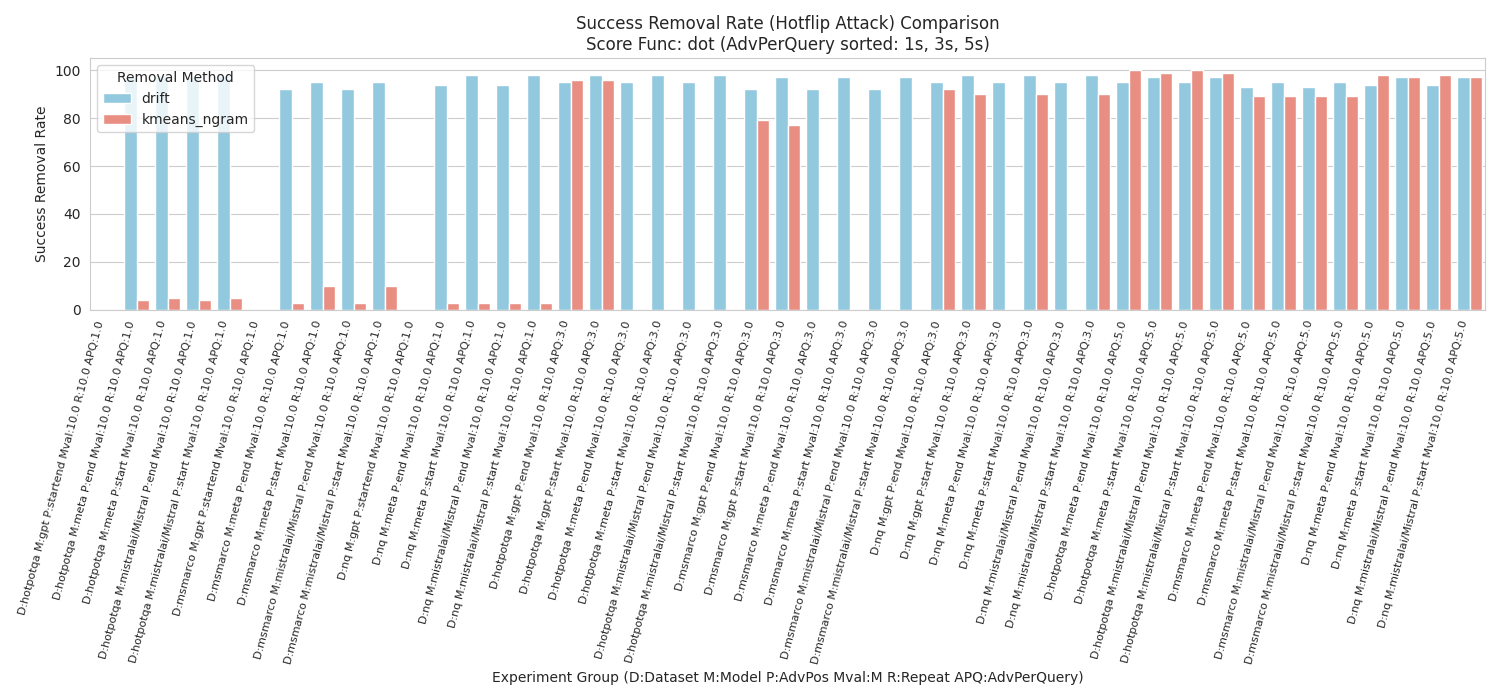 Success Removal Rate (Hotflip Attack) Comparison
Score Func: dot (AdvPerQuery sorted: 1s, 3s, 5s)
Removal Method
drift
kmeans_ngram
Success Removal Rate
100
80
60
40
20
0
D:hotpotqa M:gpt P:startend Mval:10.0 R:10.0 APQ:1.0
D:hotpotqa M:meta P:end Mval:10.0 R:10.0 APQ:1.0
D:hotpotqa M:meta P:start Mval:10.0 R:10.0 APQ:1.0
D:hotpotqa M:mistralai/Mistral P:end Mval:10.0 R:10.0 APQ:1.0
D:hotpotqa M:mistralai/Mistral P:start Mval:10.0 R:10.0 APQ:1.0
D:msmarco M:gpt P:startend Mval:10.0 R:10.0 APQ:1.0
D:msmarco M:meta P:end Mval:10.0 R:10.0 APQ:1.0
D:msmarco M:meta P:start Mval:10.0 R:10.0 APQ:1.0
D:msmarco M:mistralai/Mistral P:end Mval:10.0 R:10.0 APQ:1.0
D:msmarco M:mistralai/Mistral P:start Mval:10.0 R:10.0 APQ:1.0
D:nq M:gpt P:startend Mval:10.0 R:10.0 APQ:1.0
D:nq M:meta P:end Mval:10.0 R:10.0 APQ:1.0
D:nq M:meta P:start Mval:10.0 R:10.0 APQ:1.0
D:nq M:mistralai/Mistral P:end Mval:10.0 R:10.0 APQ:1.0
D:nq M:mistralai/Mistral P:start Mval:10.0 R:10.0 APQ:1.0
D:hotpotqa M:gpt P:end Mval:10.0 R:10.0 APQ:3.0
D:hotpotqa M:gpt P:start Mval:10.0 R:10.0 APQ:3.0
D:hotpotqa M:meta P:end Mval:10.0 R:10.0 APQ:3.0
D:hotpotqa M:meta P:start Mval:10.0 R:10.0 APQ:3.0
D:hotpotqa M:mistralai/Mistral P:end Mval:10.0 R:10.0 APQ:3.0
D:hotpotqa M:mistralai/Mistral P:start Mval:10.0 R:10.0 APQ:3.0
D:msmarco M:gpt P:end Mval:10.0 R:10.0 APQ:3.0
D:msmarco M:gpt P:start Mval:10.0 R:10.0 APQ:3.0
D:msmarco M:meta P:end Mval:10.0 R:10.0 APQ:3.0
D:msmarco M:meta P:start Mval:10.0 R:10.0 APQ:3.0
D:msmarco M:mistralai/Mistral P:end Mval:10.0 R:10.0 APQ:3.0
D:msmarco M:mistralai/Mistral P:start Mval:10.0 R:10.0 APQ:3.0
D:nq M:gpt P:end Mval:10.0 R:10.0 APQ:3.0
D:nq M:gpt P:start Mval:10.0 R:10.0 APQ:3.0
D:nq M:meta P:end Mval:10.0 R:10.0 APQ:3.0
D:nq M:meta P:start Mval:10.0 R:10.0 APQ:3.0
D:nq M:mistralai/Mistral P:end Mval:10.0 R:10.0 APQ:3.0
D:nq M:mistralai/Mistral P:start Mval:10.0 R:10.0 APQ:3.0
D:hotpotqa M:meta P:end Mval:10.0 R:10.0 APQ:5.0
D:hotpotqa M:meta P:start Mval:10.0 R:10.0 APQ:5.0
D:hotpotqa M:mistralai/Mistral P:end Mval:10.0 R:10.0 APQ:5.0
D:hotpotqa M:mistralai/Mistral P:start Mval:10.0 R:10.0 APQ:5.0
D:msmarco M:meta P:end Mval:10.0 R:10.0 APQ:5.0
D:msmarco M:meta P:start Mval:10.0 R:10.0 APQ:5.0
D:msmarco M:mistralai/Mistral P:end Mval:10.0 R:10.0 APQ:5.0
D:msmarco M:mistralai/Mistral P:start Mval:10.0 R:10.0 APQ:5.0
D:nq M:meta P:end Mval:10.0 R:10.0 APQ:5.0
D:nq M:meta P:start Mval:10.0 R:10.0 APQ:5.0
D:nq M:mistralai/Mistral P:end Mval:10.0 R:10.0 APQ:5.0
D:nq M:mistralai/Mistral P:start Mval:10.0 R:10.0 APQ:5.0
Experiment Group (D:Dataset M:Model P:AdvPos Mval:M R:Repeat APQ:AdvPerQuery)